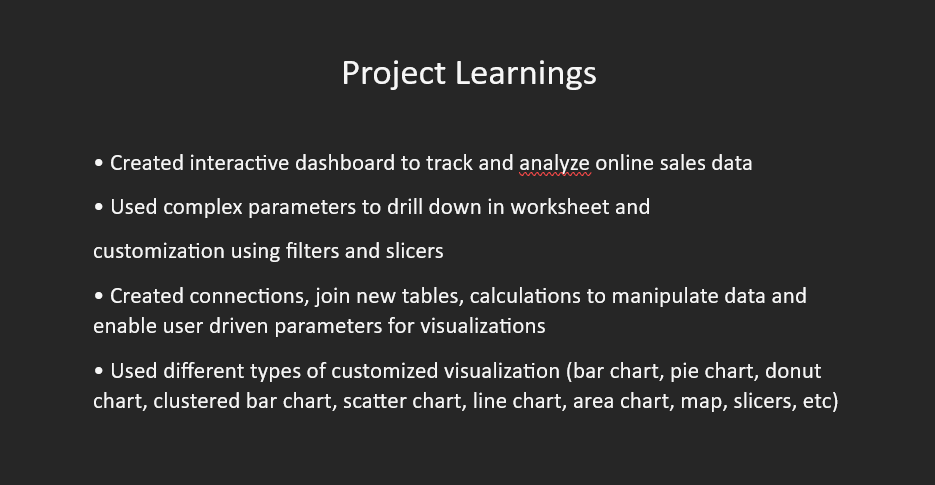 Project Learnings
• Created interactive dashboard to track and analyze online sales data
• Used complex parameters to drill down in worksheet and
customization using filters and slicers
• Created connections, join new tables, calculations to manipulate data and
enable user driven parameters for visualizations
• Used different types of customized visualization (bar chart, pie chart, donut
chart, clustered bar chart, scatter chart, line chart, area chart, map, slicers, etc)